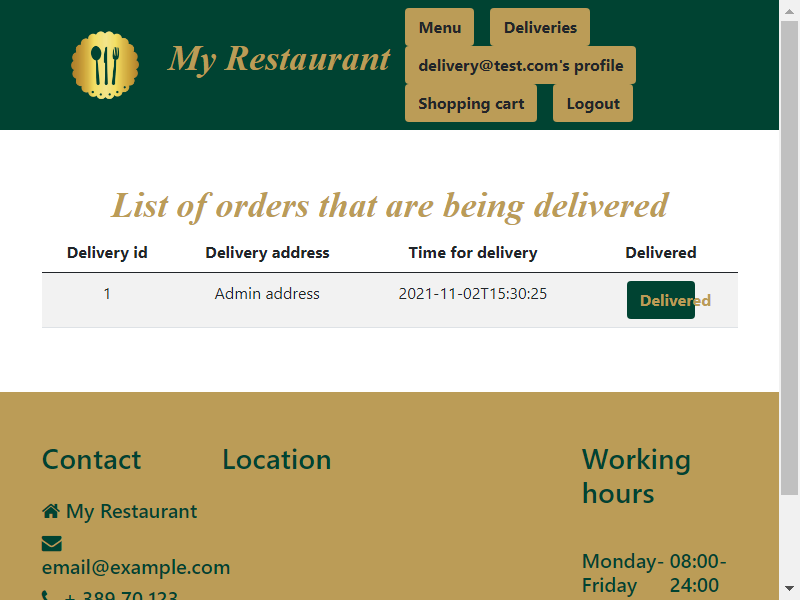 My Restaurant
Menu
Deliveries
delivery@test.com's profile
Shopping cart
Logout
List of orders that are being delivered
Delivery id Delivery address Time for delivery Delivered
1 Admin address 2021-11-02T15:30:25 Delivered
Contact
My Restaurant
email@example.com
+ 389 70 123
Location
Working
hours
Monday- 08:00-
Friday 24:00